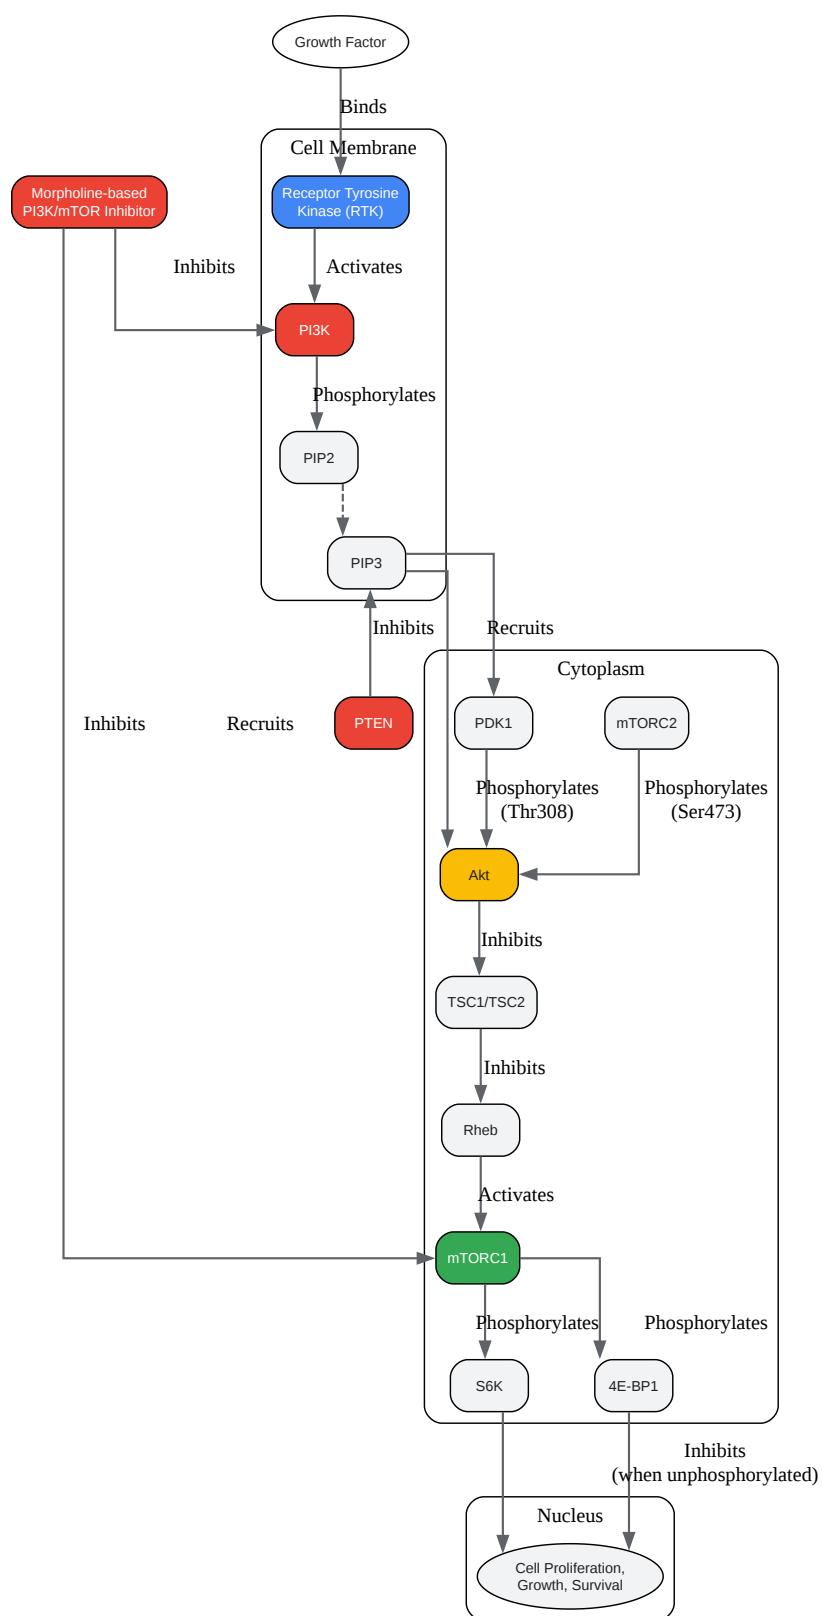 Growth Factor
Binds
Cell Membrane
Morpholine-based
PI3K/mTOR Inhibitor
Receptor Tyrosine
Kinase (RTK)
Inhibits
Activates
PI3K
Phosphorylates
PIP2
PIP3
Inhibits
Recruits
Cytoplasm
Inhibits
Recruits
PTEN
PDK1
mTORC2
Phosphorylates
(Thr308)
Phosphorylates
(Ser473)
Akt
Inhibits
TSC1/TSC2
Inhibits
Rheb
Activates
mTORC1
Phosphorylates
Phosphorylates
S6K
4E-BP1
Inhibits
(when unphosphorylated)
Nucleus
Cell Proliferation,
Growth, Survival